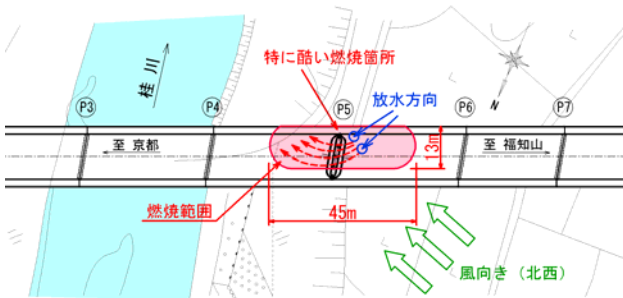 特に酷い燃焼箇所
桂川
P3
P4
P5
放水方向
P6
P7
N
至 京都
至 福知山
13m
燃焼範囲
45m
風向き（北西）